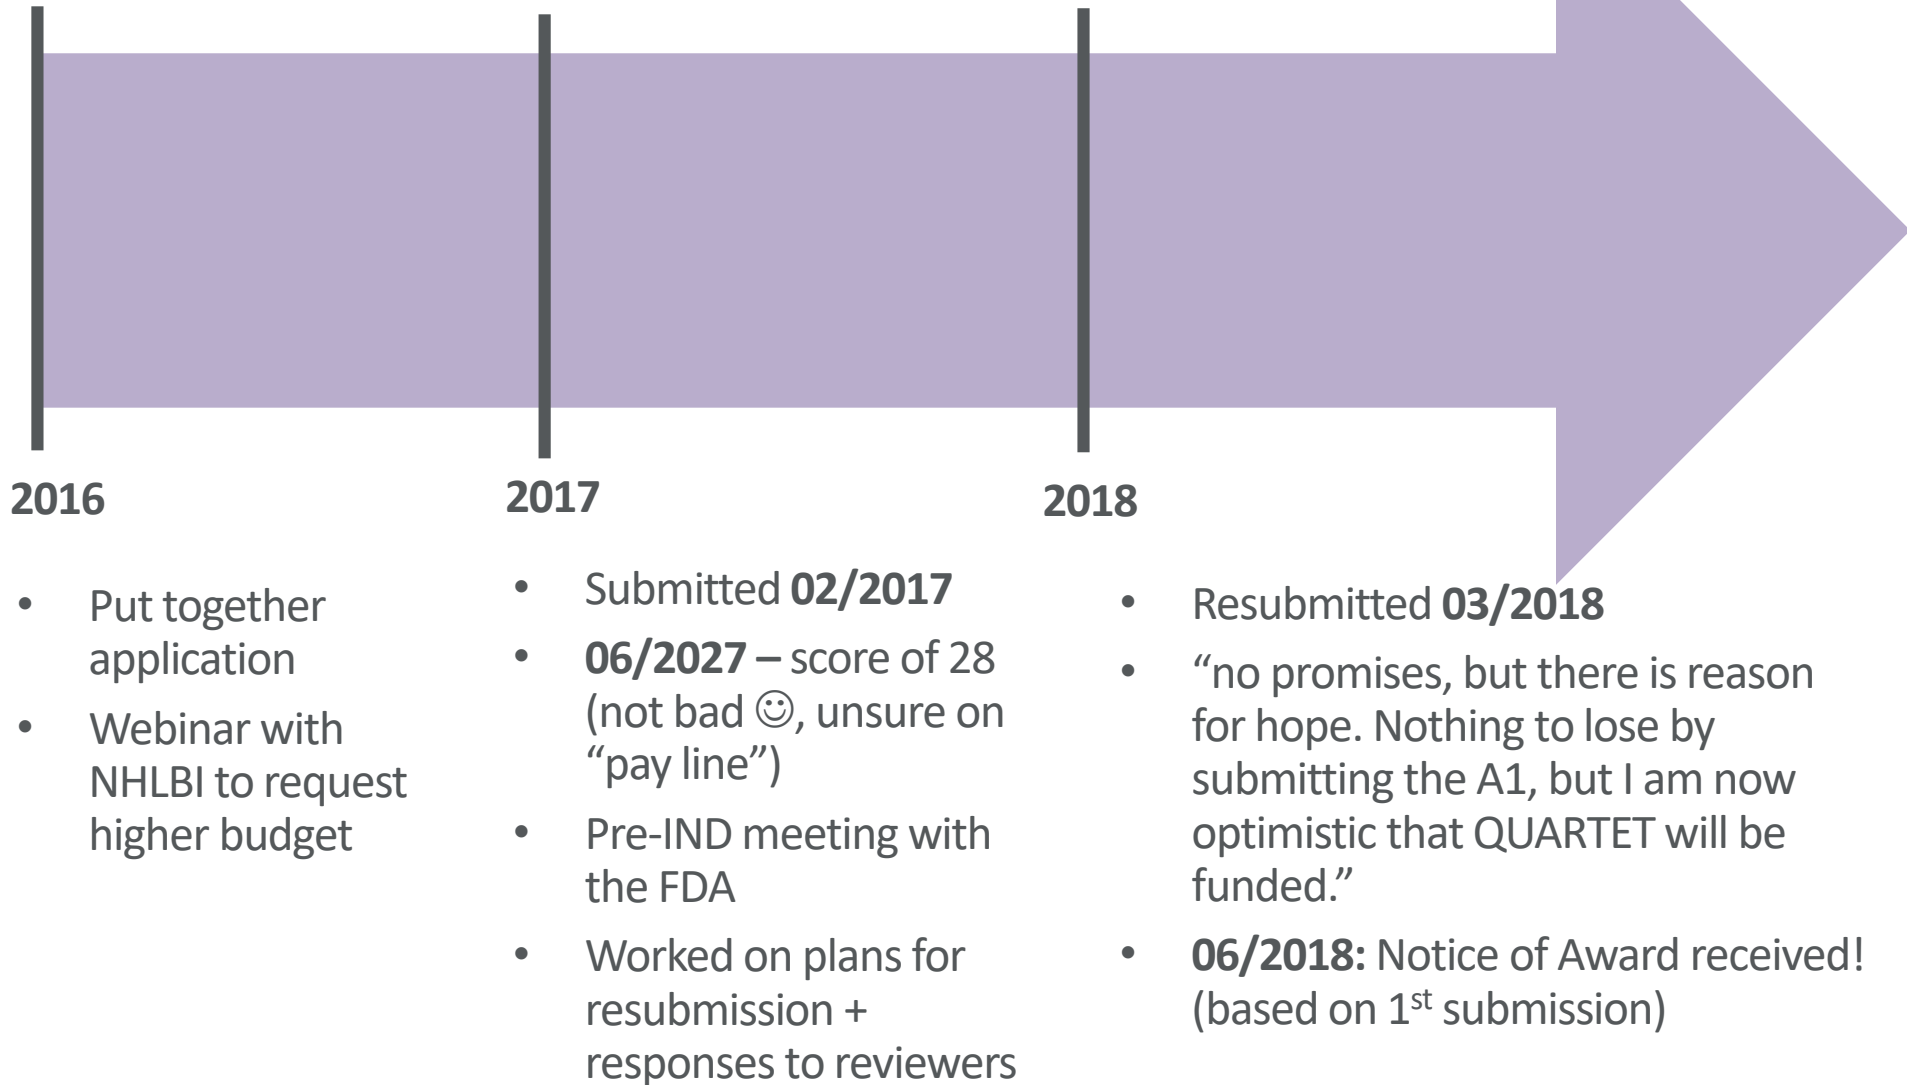 2016
• Put together
application
• Webinar with
NHLBI to request
higher budget
2017
• Submitted 02/2017
• 06/2027 – score of 28
(not bad ☺, unsure on
“pay line”)
• Pre-IND meeting with
the FDA
• Worked on plans for
resubmission +
responses to reviewers
2018
• Resubmitted 03/2018
• “no promises, but there is reason
for hope. Nothing to lose by
submitting the A1, but I am now
optimistic that QUARTET will be
funded.”
• 06/2018: Notice of Award received!
(based on 1st submission)